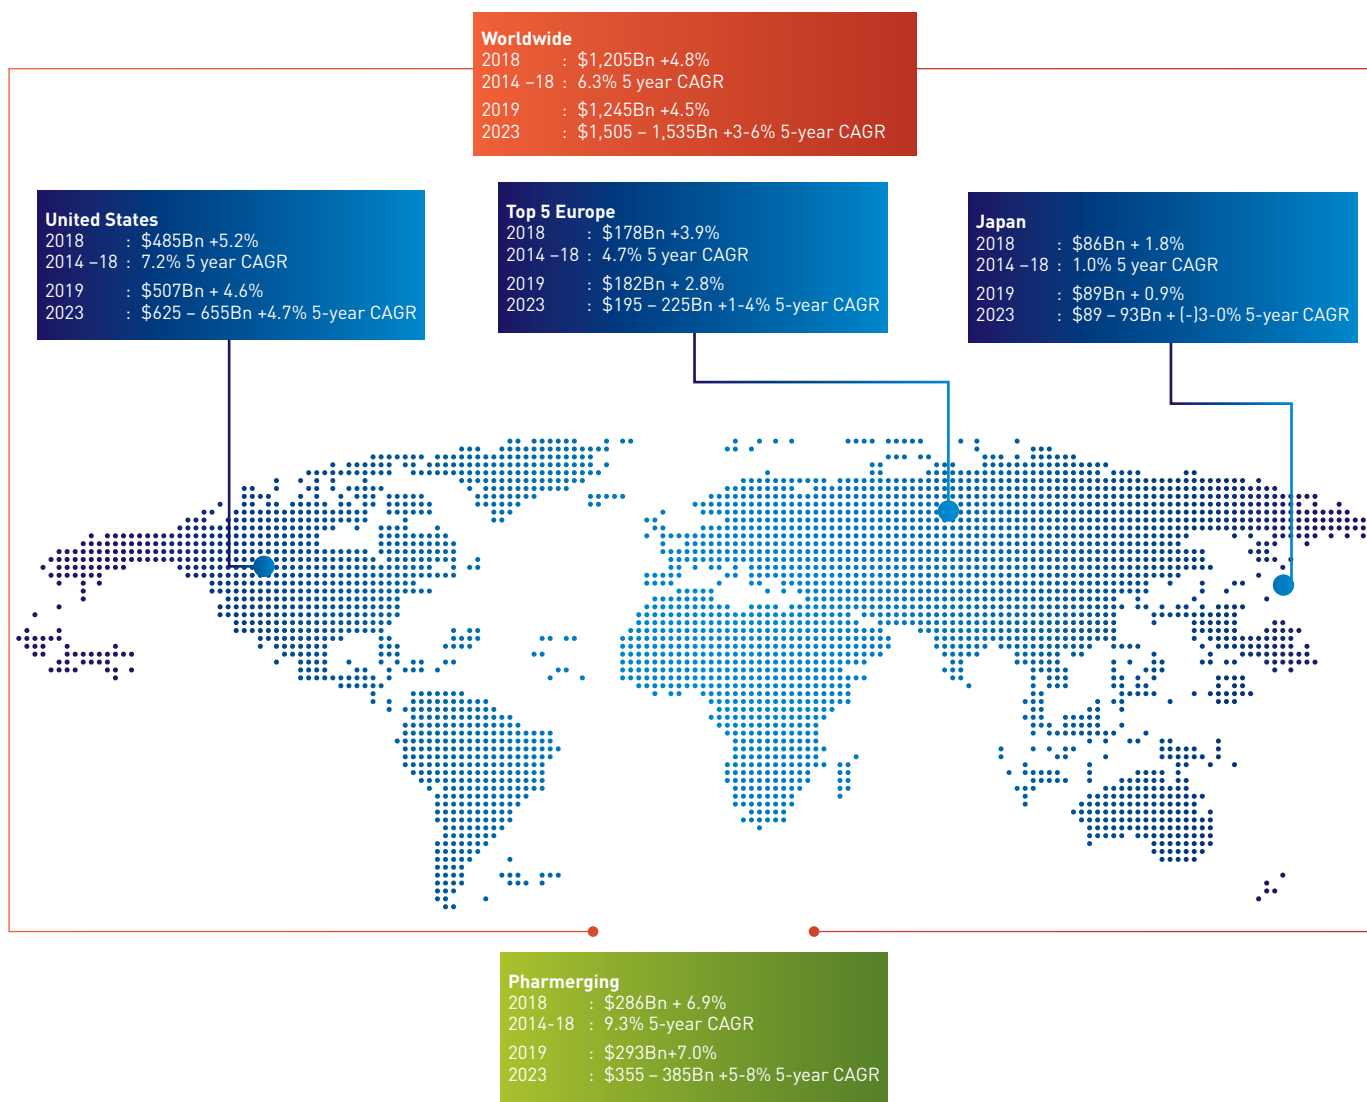 Worldwide
2018 : $1,205Bn +4.8%
2014 –18 : 6.3% 5 year CAGR
2019 : $1,245Bn +4.5%
2023 : $1,505 – 1,535Bn +3-6% 5-year CAGR
United States
2018 : $485Bn +5.2%
2014 –18 : 7.2% 5 year CAGR
2019 : $507Bn + 4.6%
2023 : $625 – 655Bn +4.7% 5-year CAGR
Top 5 Europe
2018 : $178Bn +3.9%
2014 –18 : 4.7% 5 year CAGR
2019 : $182Bn + 2.8%
2023 : $195 – 225Bn +1-4% 5-year CAGR
Japan
2018 : $86Bn + 1.8%
2014 –18 : 1.0% 5 year CAGR
2019 : $89Bn + 0.9%
2023 : $89 – 93Bn + (-)3-0% 5-year CAGR
Pharmerging
2018 : $286Bn + 6.9%
2014-18 : 9.3% 5-year CAGR
2019 : $293Bn+7.0%
2023 : $355 – 385Bn +5-8% 5-year CAGR